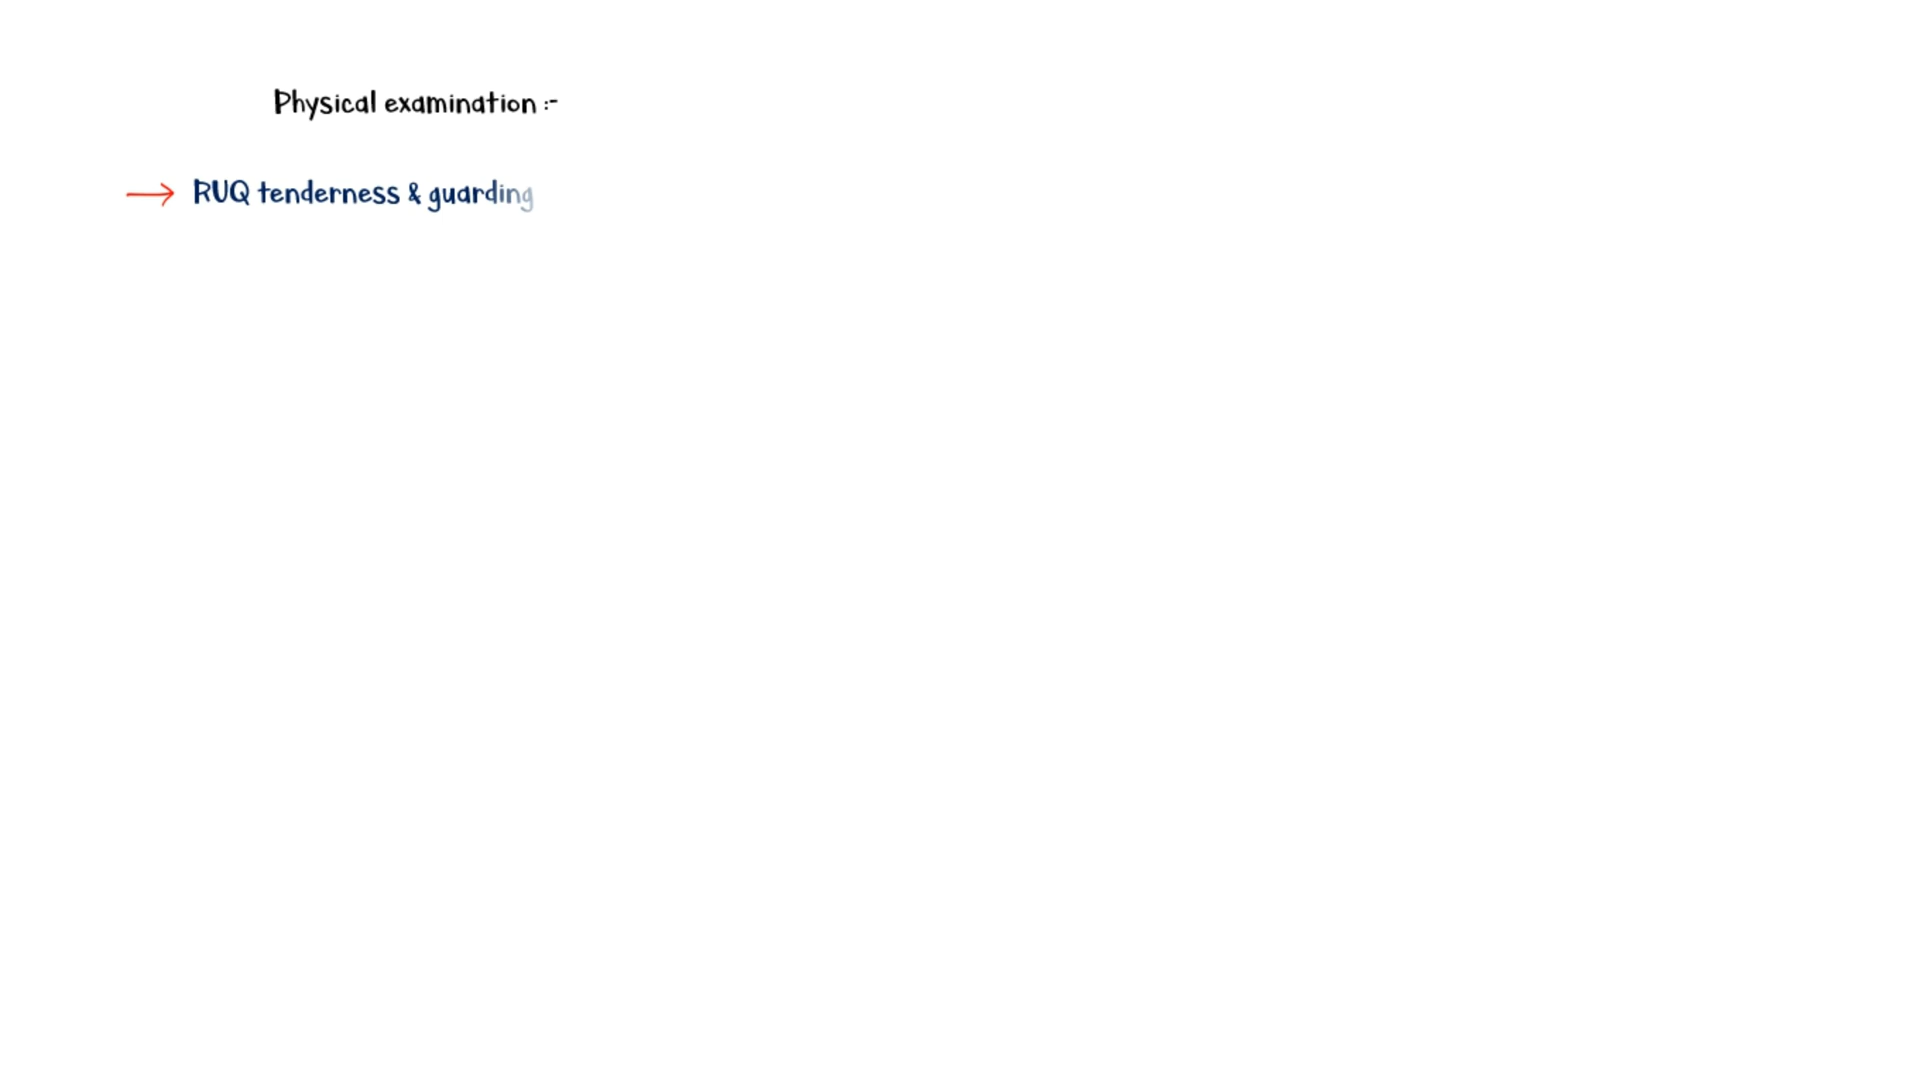 Physical examination :-
→ RUQ tenderness & guarding